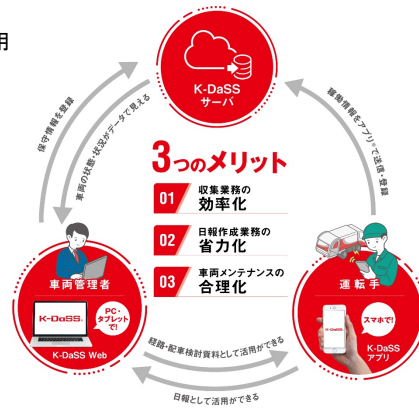 用
K-DaSS
サーバ
保守情報を登録
車両の状態・状況がデータで見える
稼働情報をアプリ※で送信・登録
3つのメリット
01 収集業務の
効率化
02 日報作成業務の
省力化
03 車両メンテナンスの
合理化
車両管理者
K-DaSS
PC・
タブレット
で!
K-DaSS Web
運転手
K-DaSS
スマホで!
K-DaSS
アプリ
経路・配車検討資料として活用ができる
日報として活用ができる